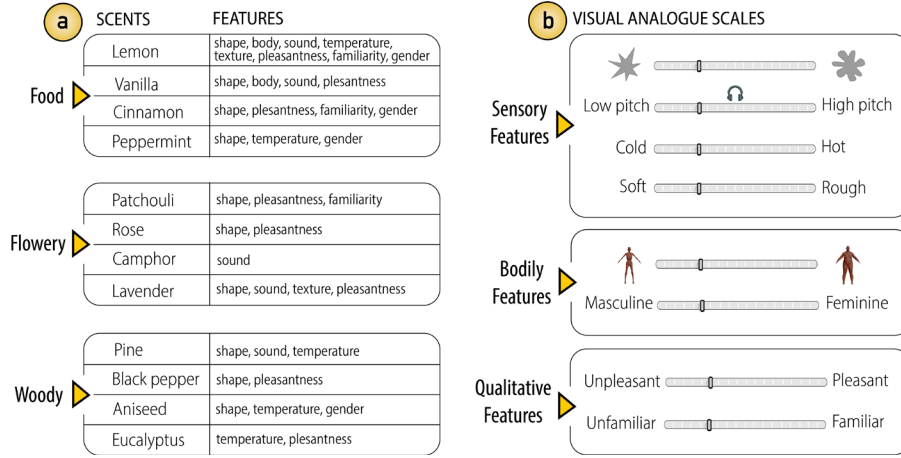 a SCENTS FEATURES
Food
Lemon shape, body, sound, temperature,
texture, pleasantness, familiarity, gender
Vanilla shape, body, sound, plesantness
Cinnamon shape, plesantness, familiarity, gender
Peppermint shape, temperature, gender
Flowery
Patchouli shape, pleasantness, familiarity
Rose shape, pleasantness
Camphor sound
Lavender shape, sound, texture, pleasantness
Woody
Pine shape, sound, temperature
Black pepper shape, pleasantness
Aniseed shape, temperature, gender
Eucalyptus temperature, plesantness
b VISUAL ANALOGUE SCALES
Sensory
Features
Low pitch High pitch
Cold Hot
Soft Rough
Bodily
Features
Masculine Feminine
Qualitative
Features
Unpleasant Pleasant
Unfamiliar Familiar